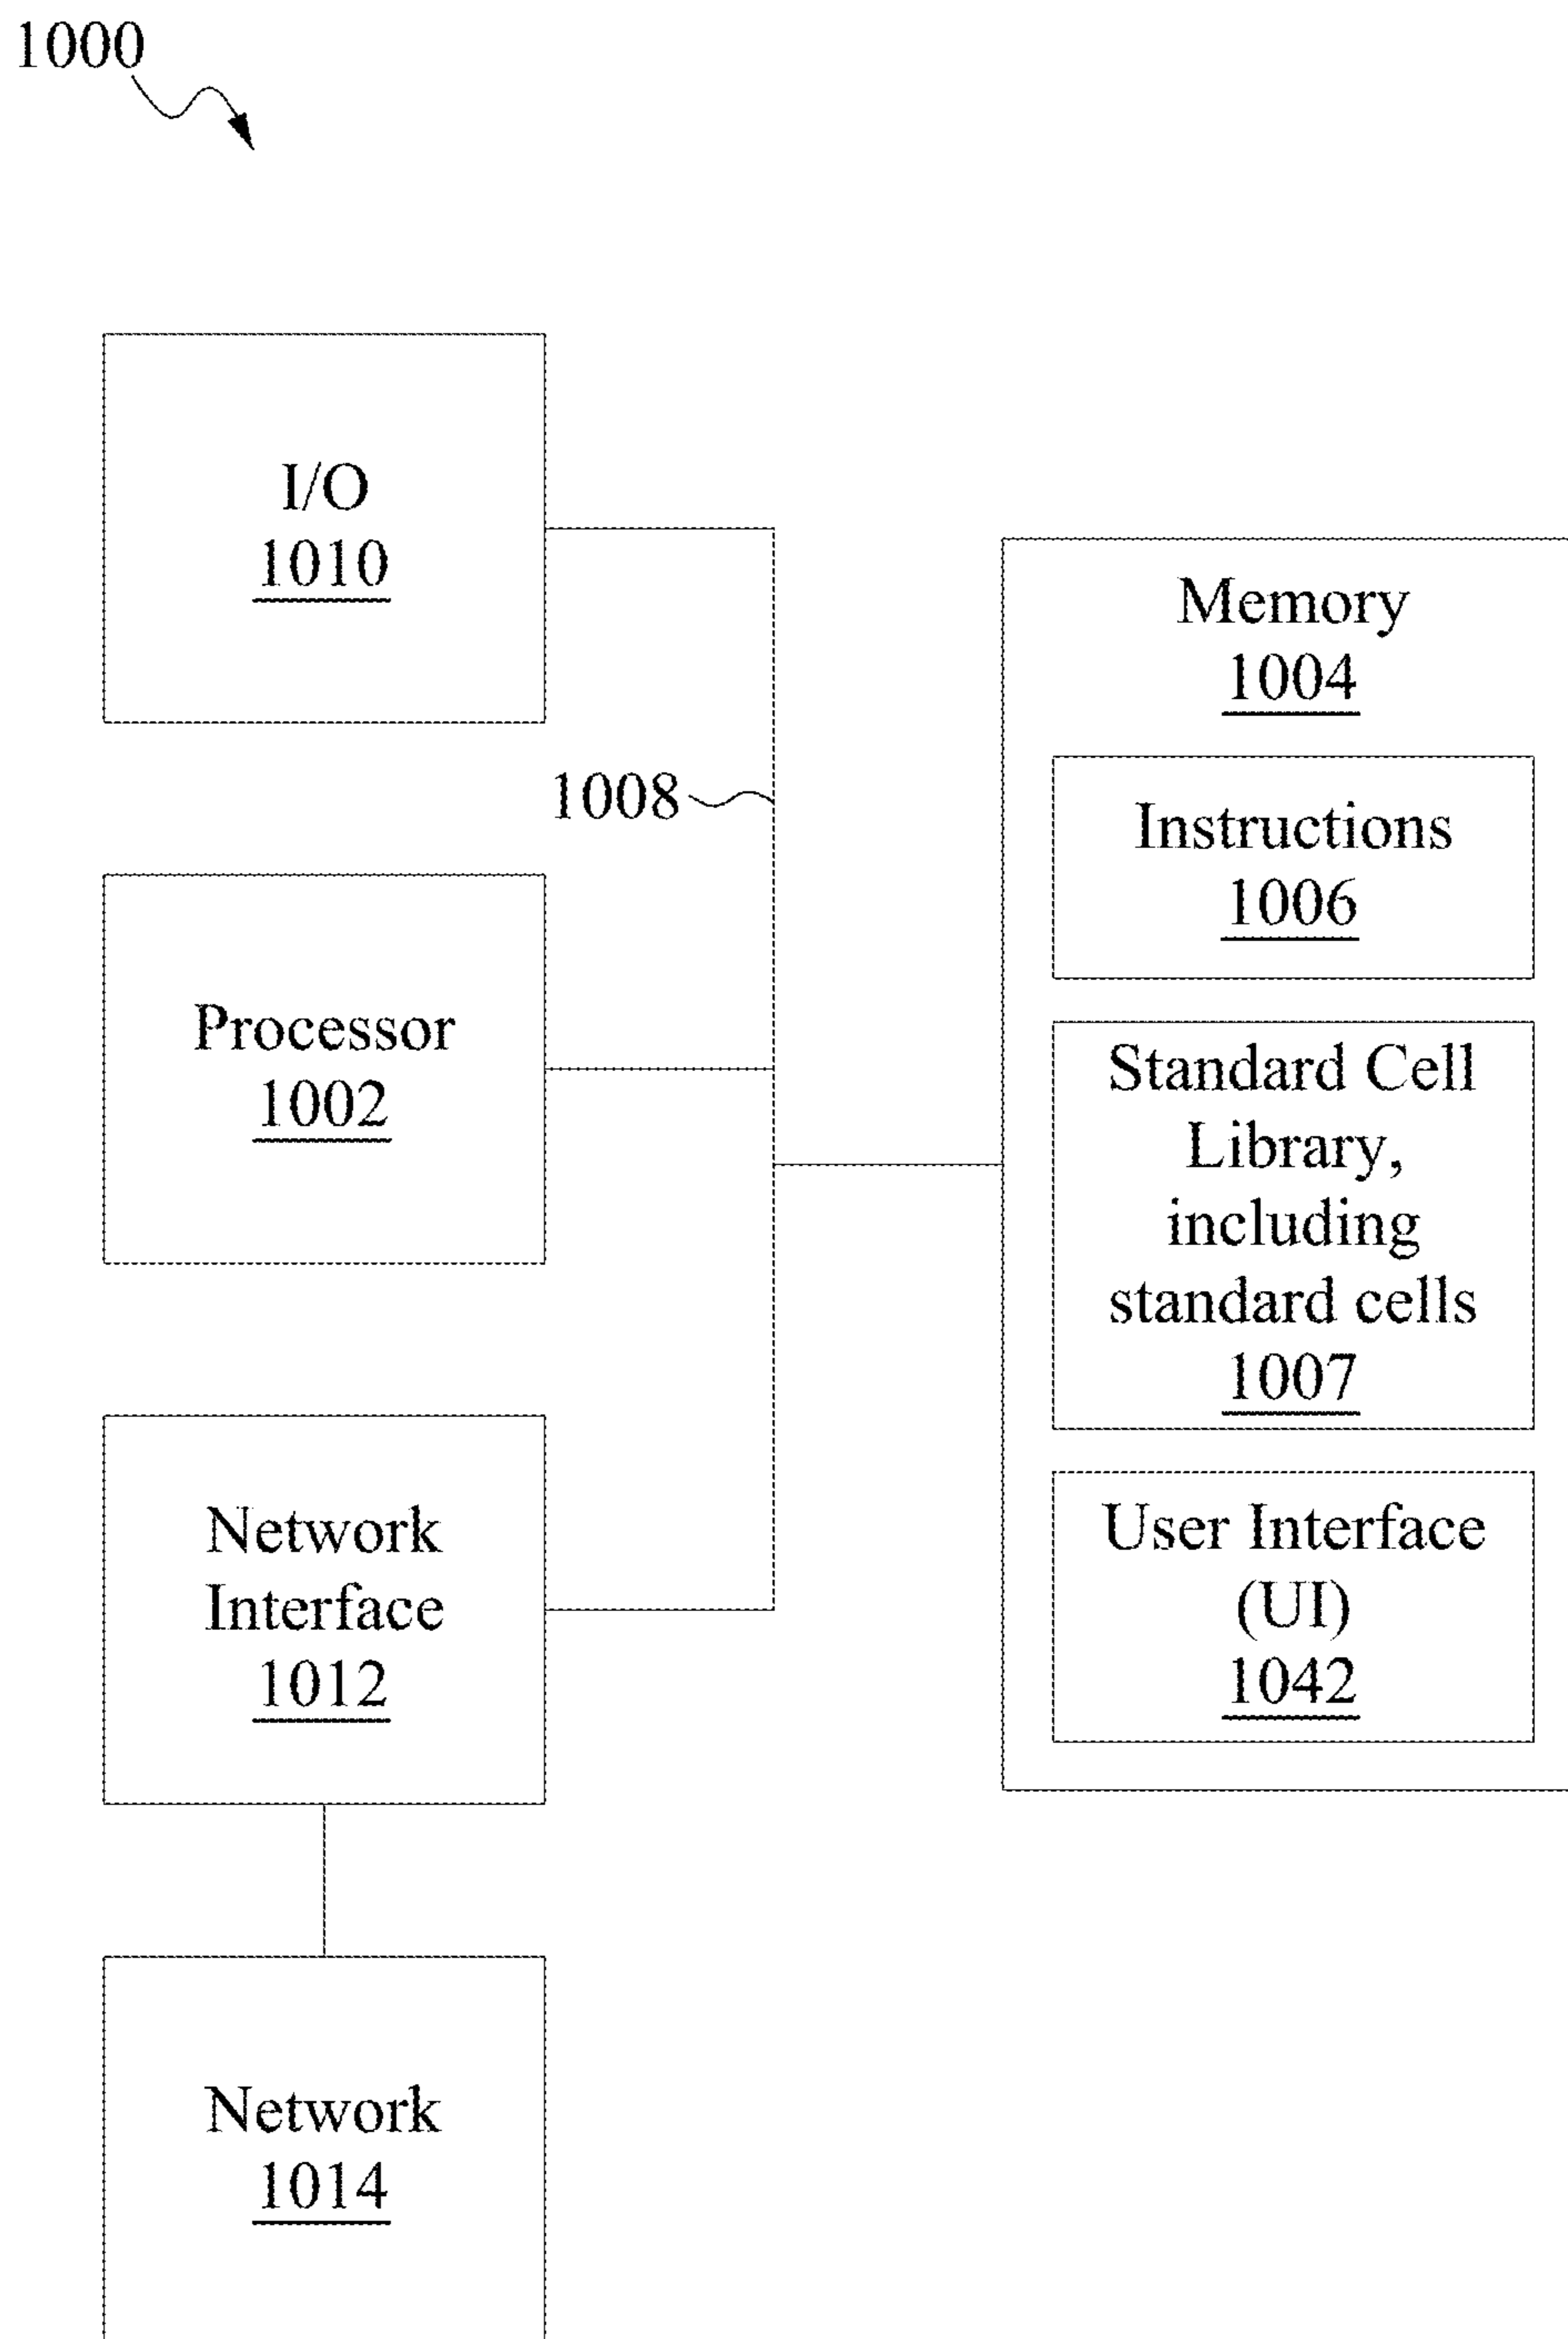 1000
I/O
1010
1008
Processor
1002
Network
Interface
1012
Network
1014
Memory
1004
Instructions
1006
Standard Cell
Library,
including
standard cells
1007
User Interface
(UI)
1042